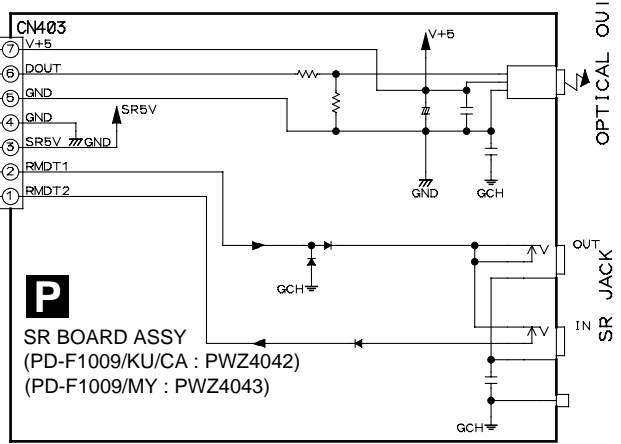 CN403
7 V+5
6 DOUT
5 GND
4 GND
3 SR5V
2 RMDT1
1 RMDT2
SR5V
GND
V+5
GND
GCH
OPTICAL OUT
GCH
OUT
IN
SR JACK
GCH
P
SR BOARD ASSY
(PD-F1009/KU/CA : PWZ4042)
(PD-F1009/MY : PWZ4043)